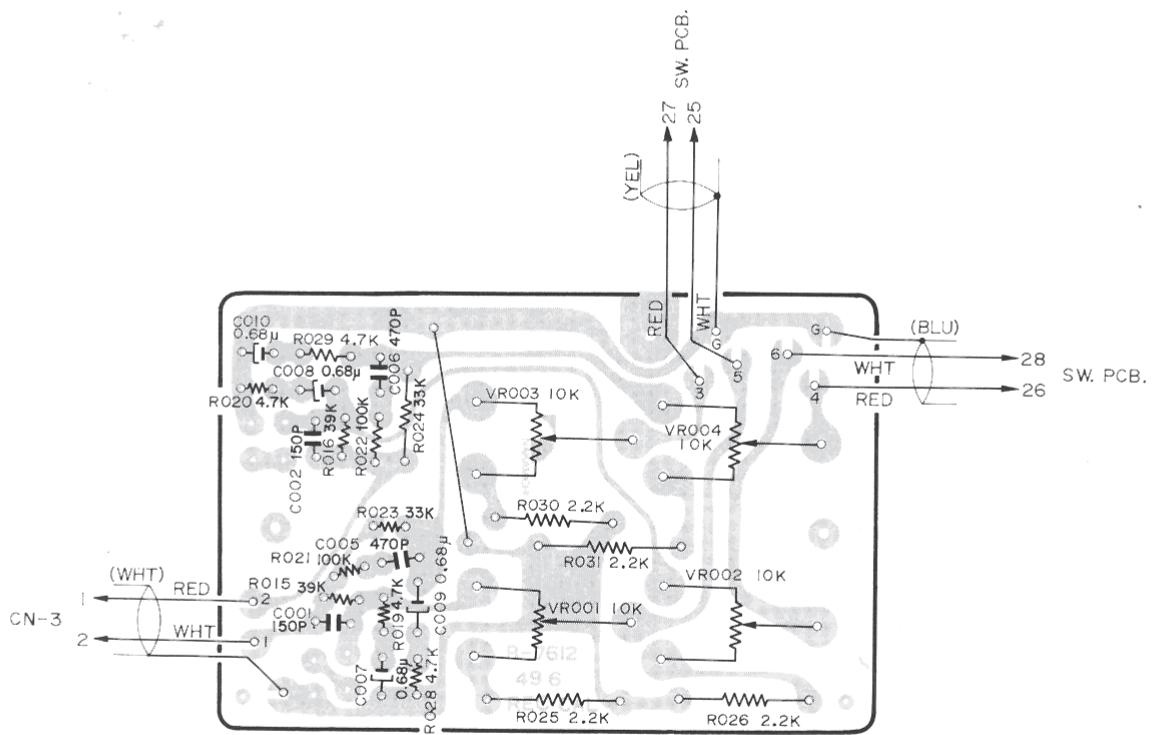 SW. PCB.
27
25
(YEL)
RED
WHT
G
5
3
G
(BLU)
6
WHT
28
4
RED
26
SW. PCB.
C010
0.68μ
R029 4.7K
C006 470P
C008 0.68μ
R020 4.7K
C002 150P
R016 39K
R022 100K
R024 33K
VR003 10K
VR004
10K
R023 33K
R030 2.2K
C005
470P
R021
100K
R031 2.2K
(WHT)
RED
1
2
R015
39K
C001
150P
R019 4.7K
C009 0.68μ
VR001 10K
VR002 10K
CN-3
WHT
2
1
C007
0.68μ
R028 4.7K
B-7612
49 6
R025 2.2K
R026 2.2K